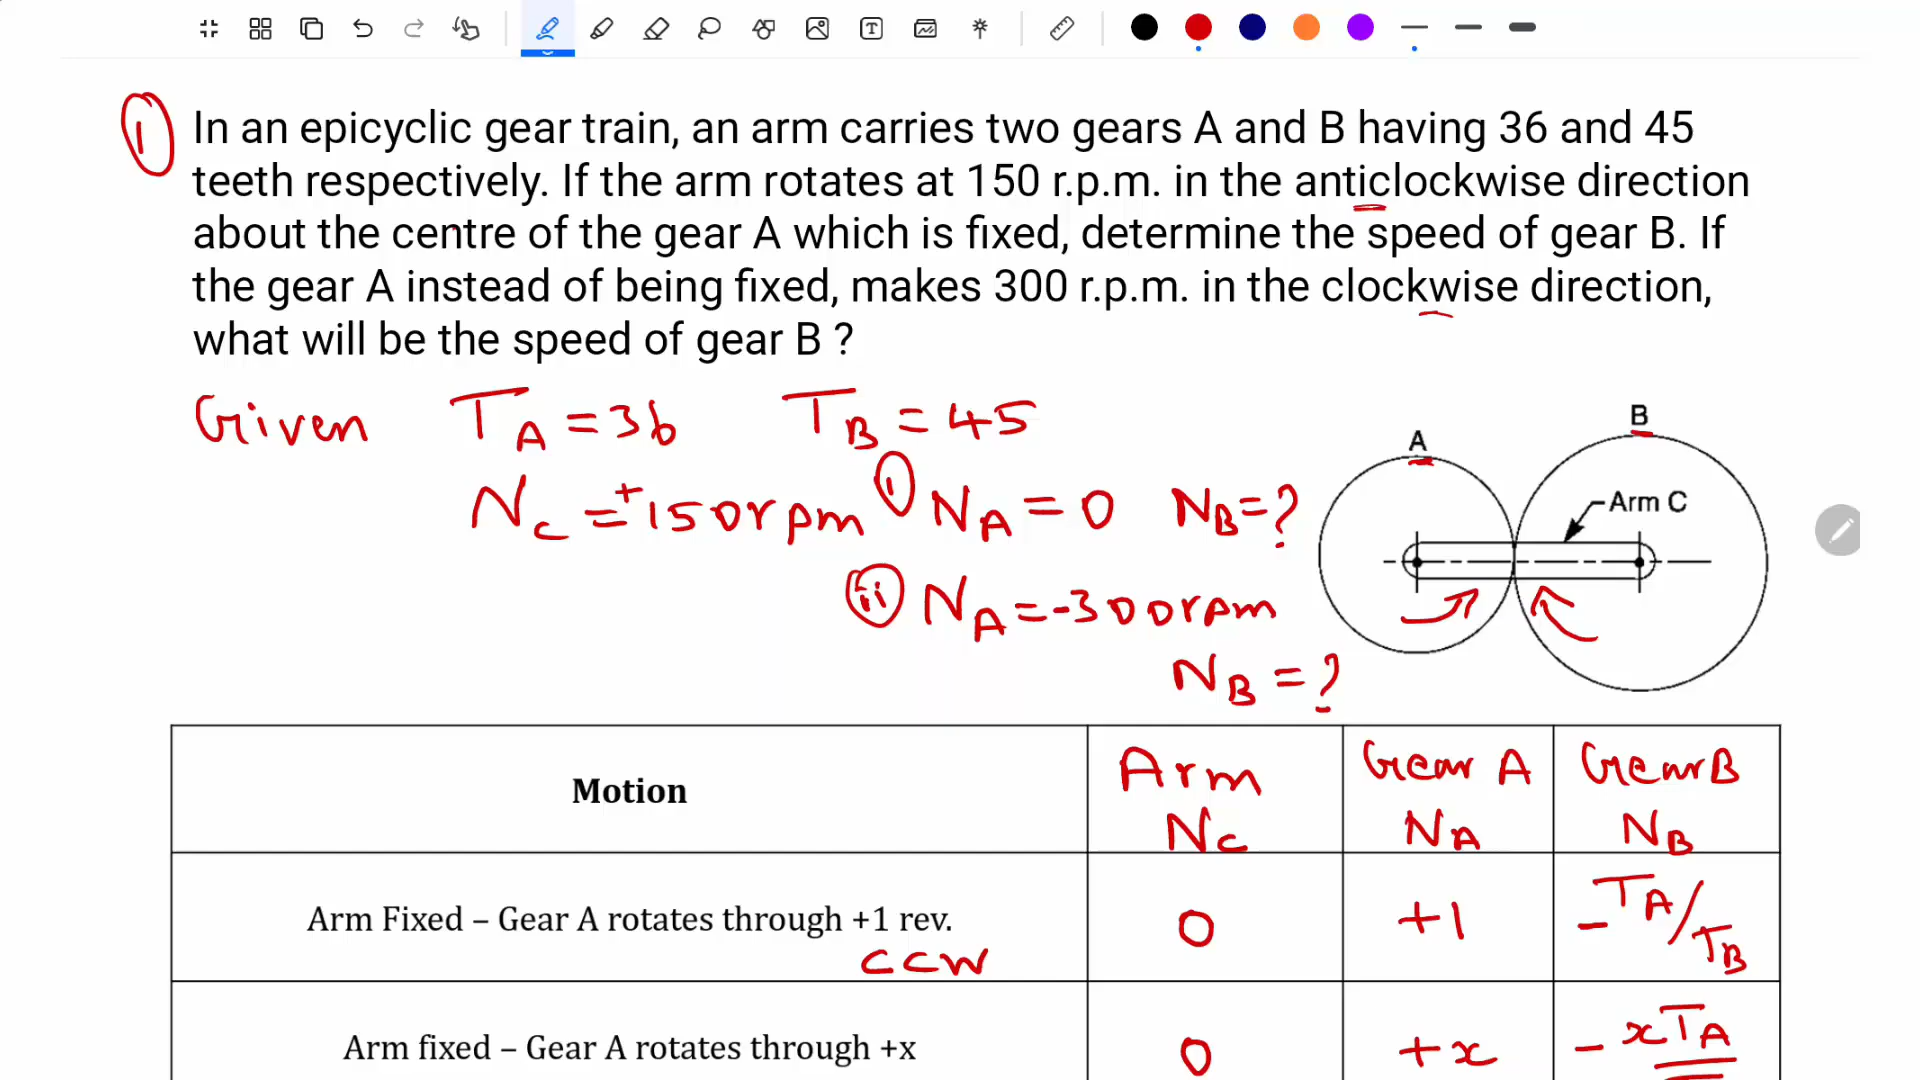 ① In an epicyclic gear train, an arm carries two gears A and B having 36 and 45
teeth respectively. If the arm rotates at 150 r.p.m. in the anticlockwise direction
about the centre of the gear A which is fixed, determine the speed of gear B. If
the gear A instead of being fixed, makes 300 r.p.m. in the clockwise direction,
what will be the speed of gear B ?
Given T_A = 36 T_B = 45
N_C = +150rpm ⓘ N_A = 0 N_B = ?
ⓘⓘ N_A = -300rpm
N_B = ?
A
B
Arm C
Motion
Arm N_C
Gear A N_A
Gear B N_B
Arm Fixed – Gear A rotates through +1 rev.
CCW
0
+1
-T_A/T_B
Arm fixed – Gear A rotates through +x
0
+x
-xT_A